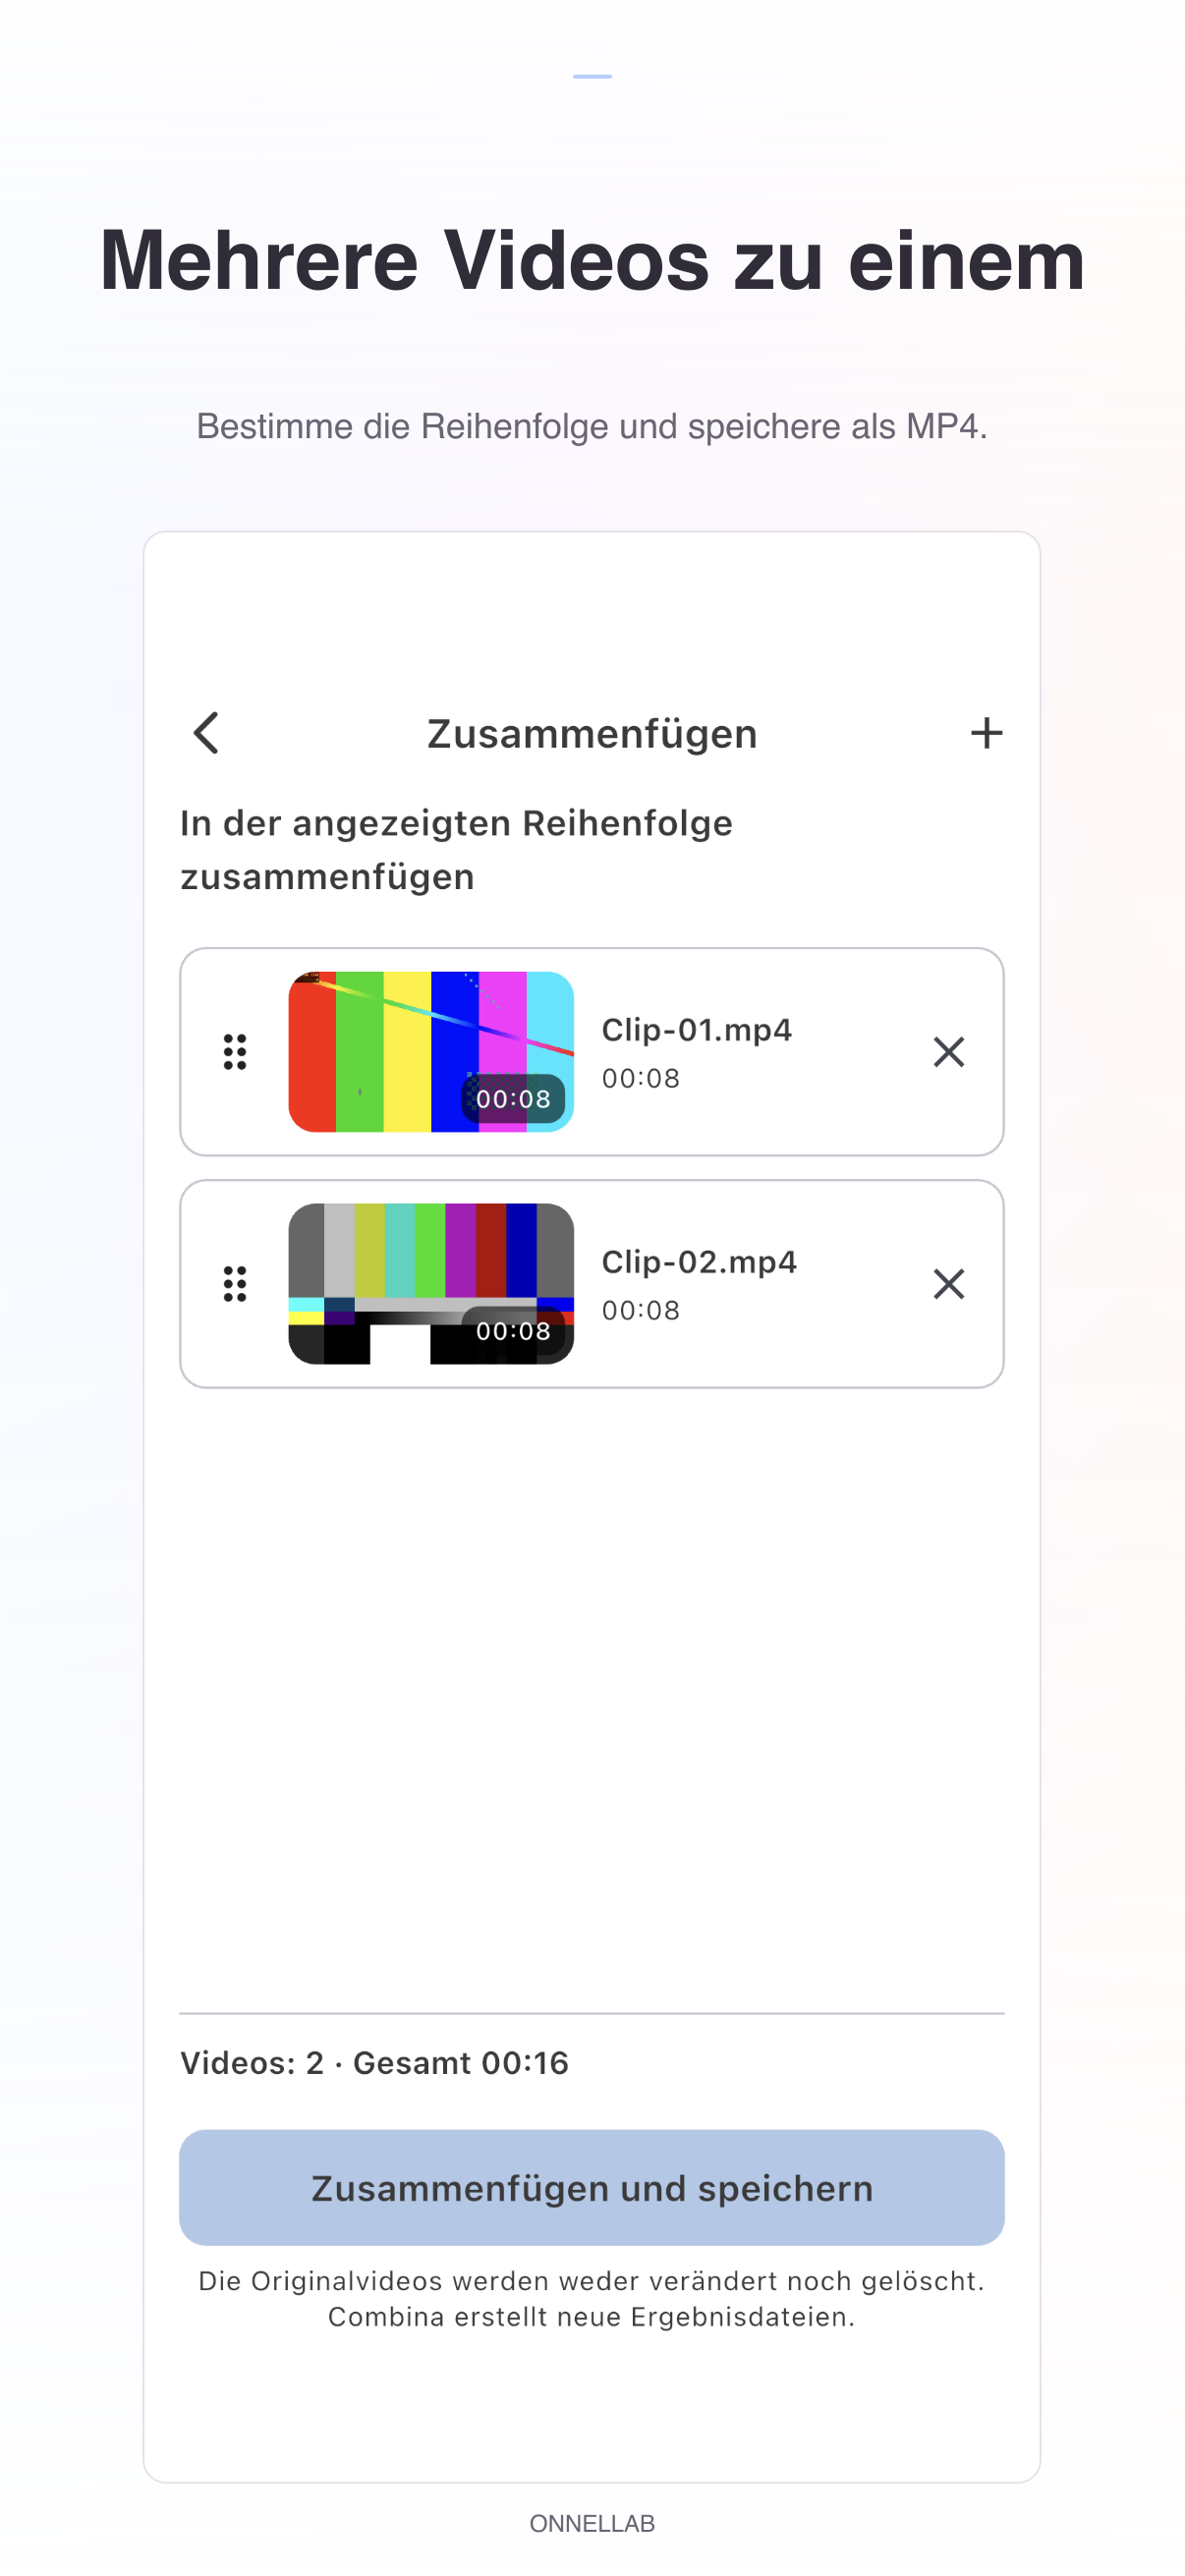 Mehrere Videos zu einem
Bestimme die Reihenfolge und speichere als MP4.
Zusammenfügen
In der angezeigten Reihenfolge
zusammenfügen
00:08
Clip-01.mp4
00:08
00:08
Clip-02.mp4
00:08
Videos: 2 · Gesamt 00:16
Zusammenfügen und speichern
Die Originalvideos werden weder verändert noch gelöscht.
Combina erstellt neue Ergebnisdateien.
ONNELLAB